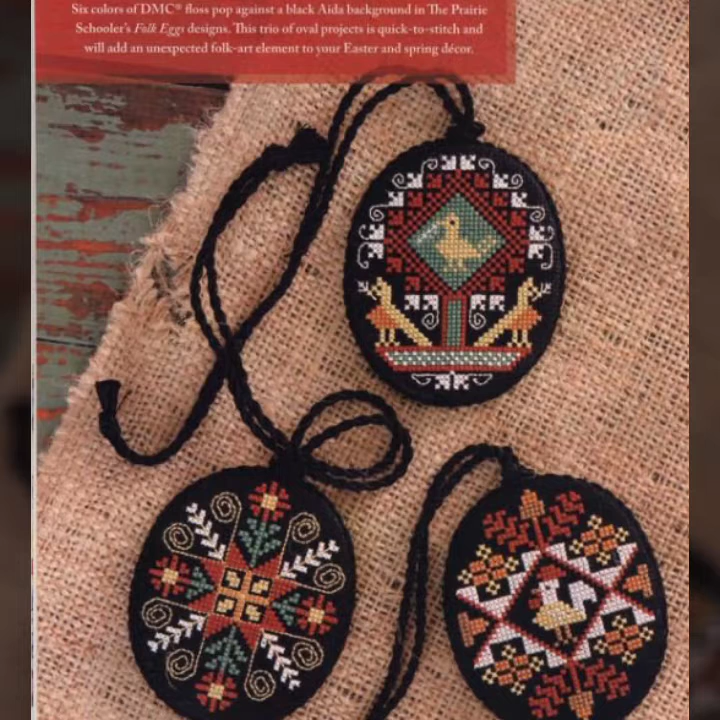 Six colors of DMC® floss pop against a black Aida background in The Prairie
Schooler's Folk Eggs designs. This trio of oval projects is quick-to-stitch and
will add an unexpected folk-art element to your Easter and spring décor.